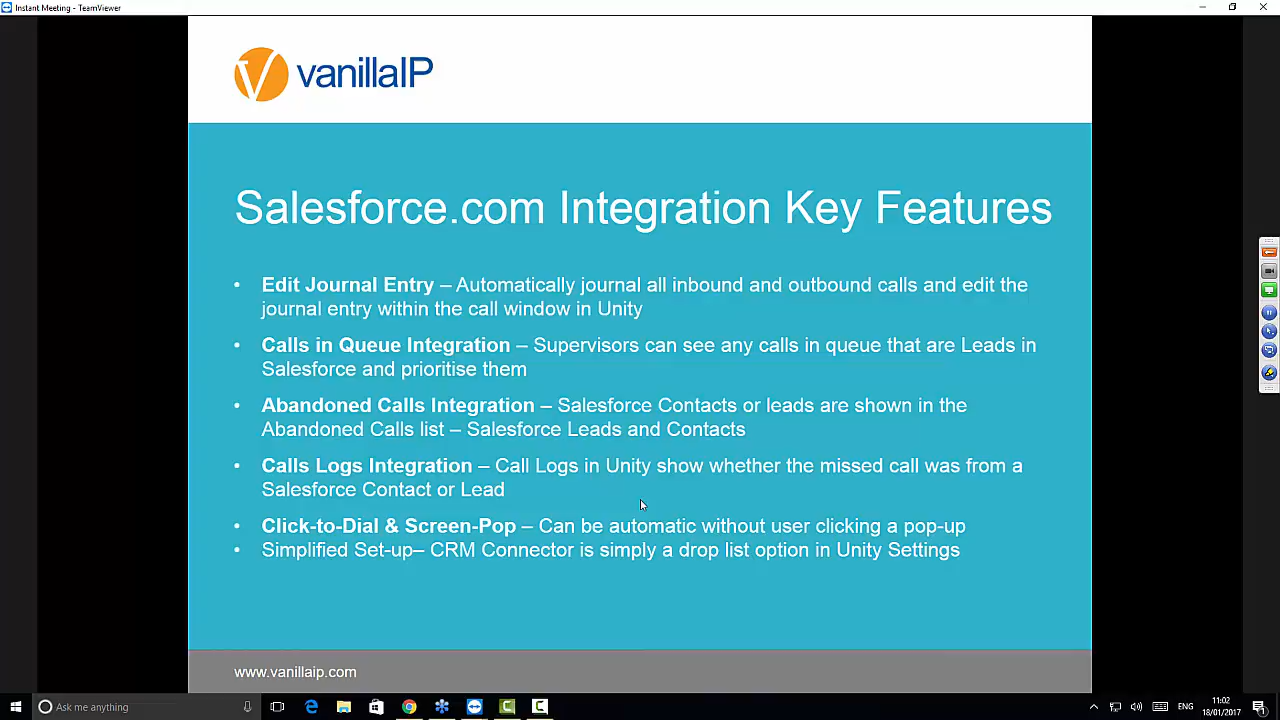 Instant Meeting - TeamViewer
vanillaIP
Salesforce.com Integration Key Features
• Edit Journal Entry – Automatically journal all inbound and outbound calls and edit the
journal entry within the call window in Unity
• Calls in Queue Integration – Supervisors can see any calls in queue that are Leads in
Salesforce and prioritise them
• Abandoned Calls Integration – Salesforce Contacts or leads are shown in the
Abandoned Calls list – Salesforce Leads and Contacts
• Calls Logs Integration – Call Logs in Unity show whether the missed call was from a
Salesforce Contact or Lead
• Click-to-Dial & Screen-Pop – Can be automatic without user clicking a pop-up
• Simplified Set-up– CRM Connector is simply a drop list option in Unity Settings
www.vanillaip.com
Ask me anything
ENG
11:02
18/01/2017